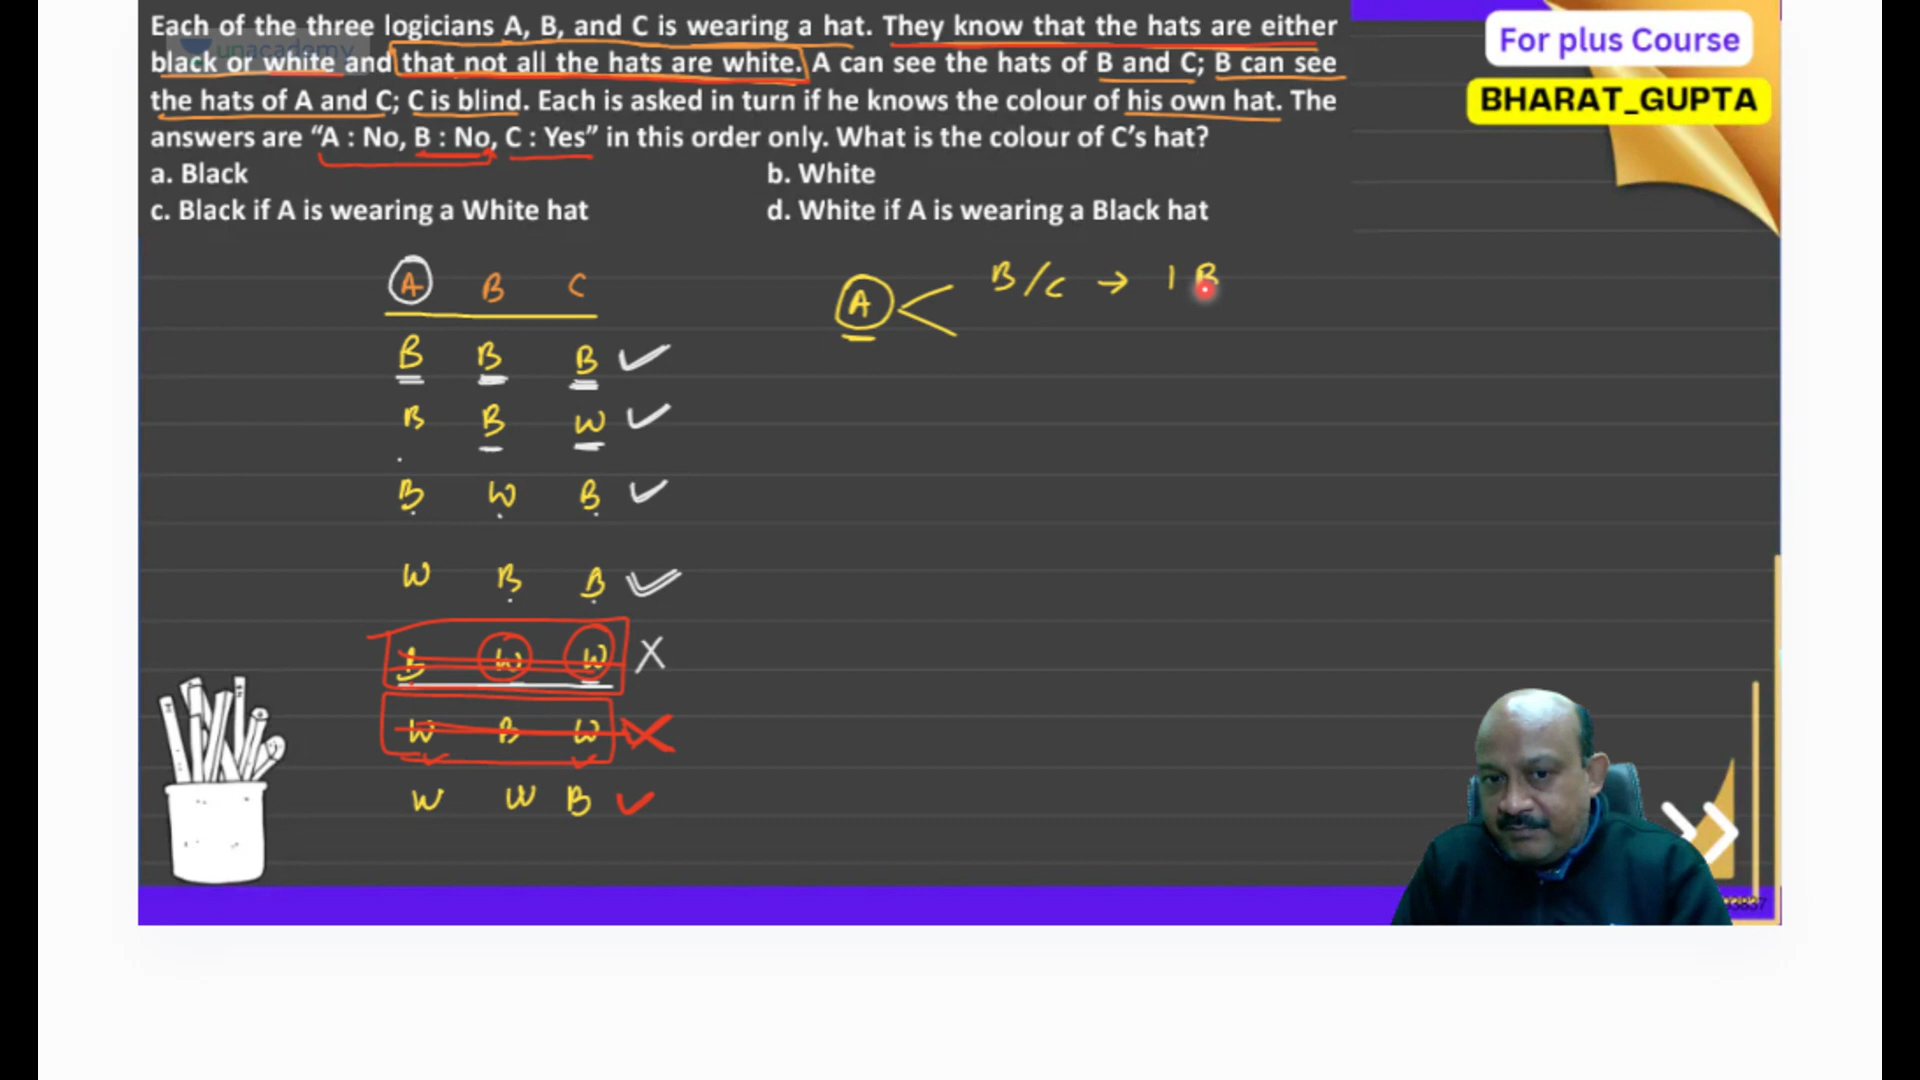 Each of the three logicians A, B, and C is wearing a hat. They know that the hats are either
unacademy
black or white and that not all the hats are white. A can see the hats of B and C; B can see
the hats of A and C; C is blind. Each is asked in turn if he knows the colour of his own hat. The
answers are “A : No, B : No, C : Yes” in this order only. What is the colour of C’s hat?
a. Black
b. White
c. Black if A is wearing a White hat
d. White if A is wearing a Black hat
For plus Course
BHARAT_GUPTA
A B C
B B B
B B W
B W B
W B B
B W W X
W B W X
W W B
A < B/C → 1 B